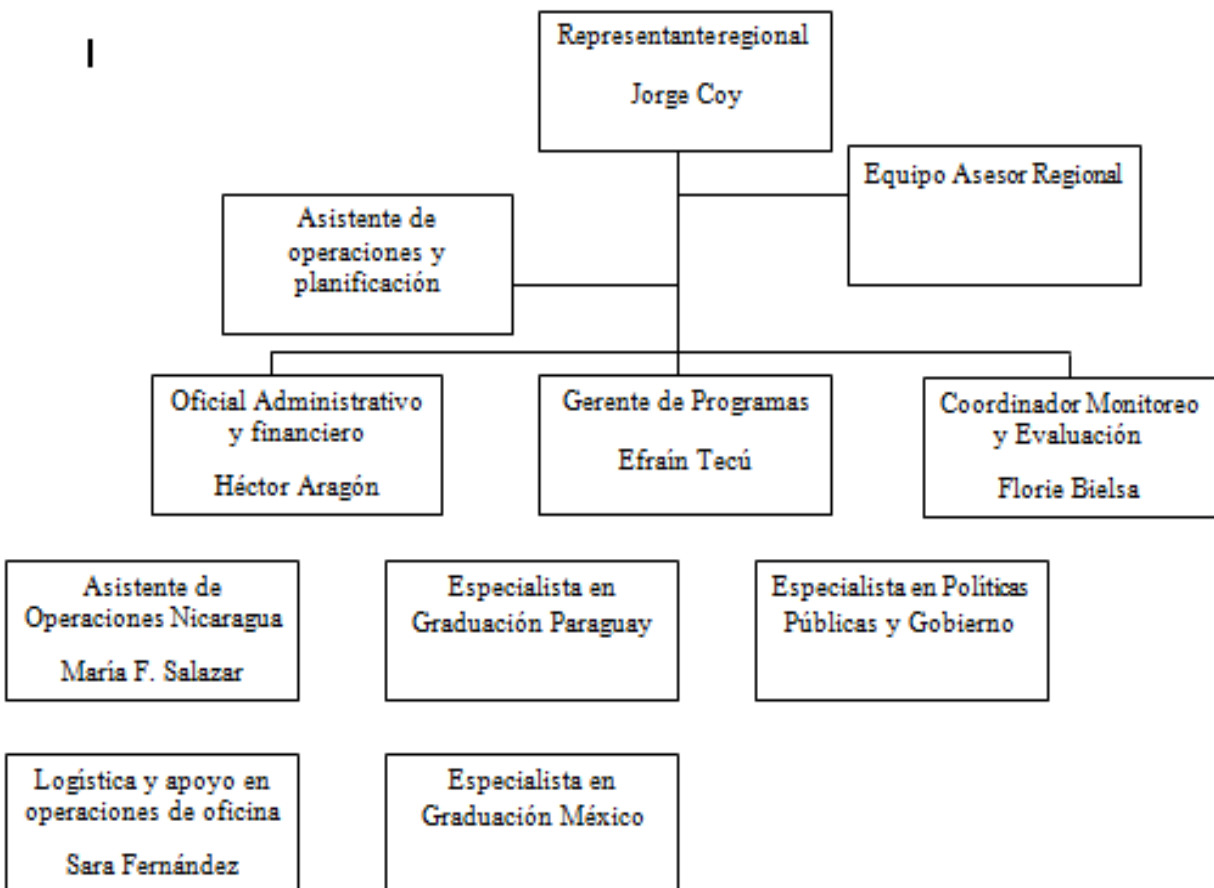 Representanteregional
Jorge Coy
Equipo Asesor Regional
Asistente de
operaciones y
planificación
Oficial Administrativo
y financiero
Héctor Aragón
Gerente de Programas
Efraín Tecú
Coordinador Monitoreo
y Evaluación
Florie Bielsa
Asistente de
Operaciones Nicaragua
María F. Salazar
Especialista en
Graduación Paraguay
Especialista en Políticas
Públicas y Gobierno
Logística y apoyo en
operaciones de oficina
Sara Fernández
Especialista en
Graduación México